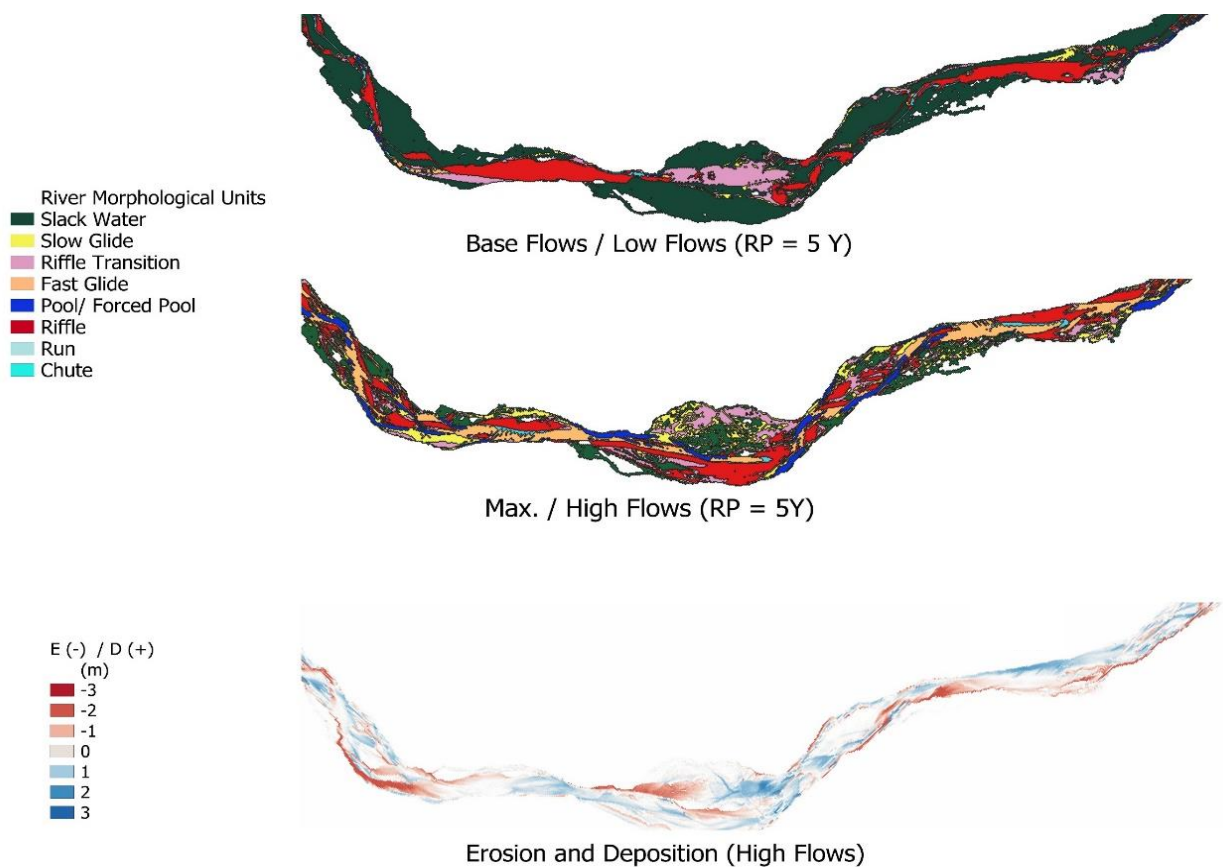 River Morphological Units
Slack Water
Slow Glide
Riffle Transition
Fast Glide
Pool/ Forced Pool
Riffle
Run
Chute
Base Flows / Low Flows (RP = 5 Y)
Max. / High Flows (RP = 5Y)
E (-) / D (+)
(m)
-3
-2
-1
0
1
2
3
Erosion and Deposition (High Flows)